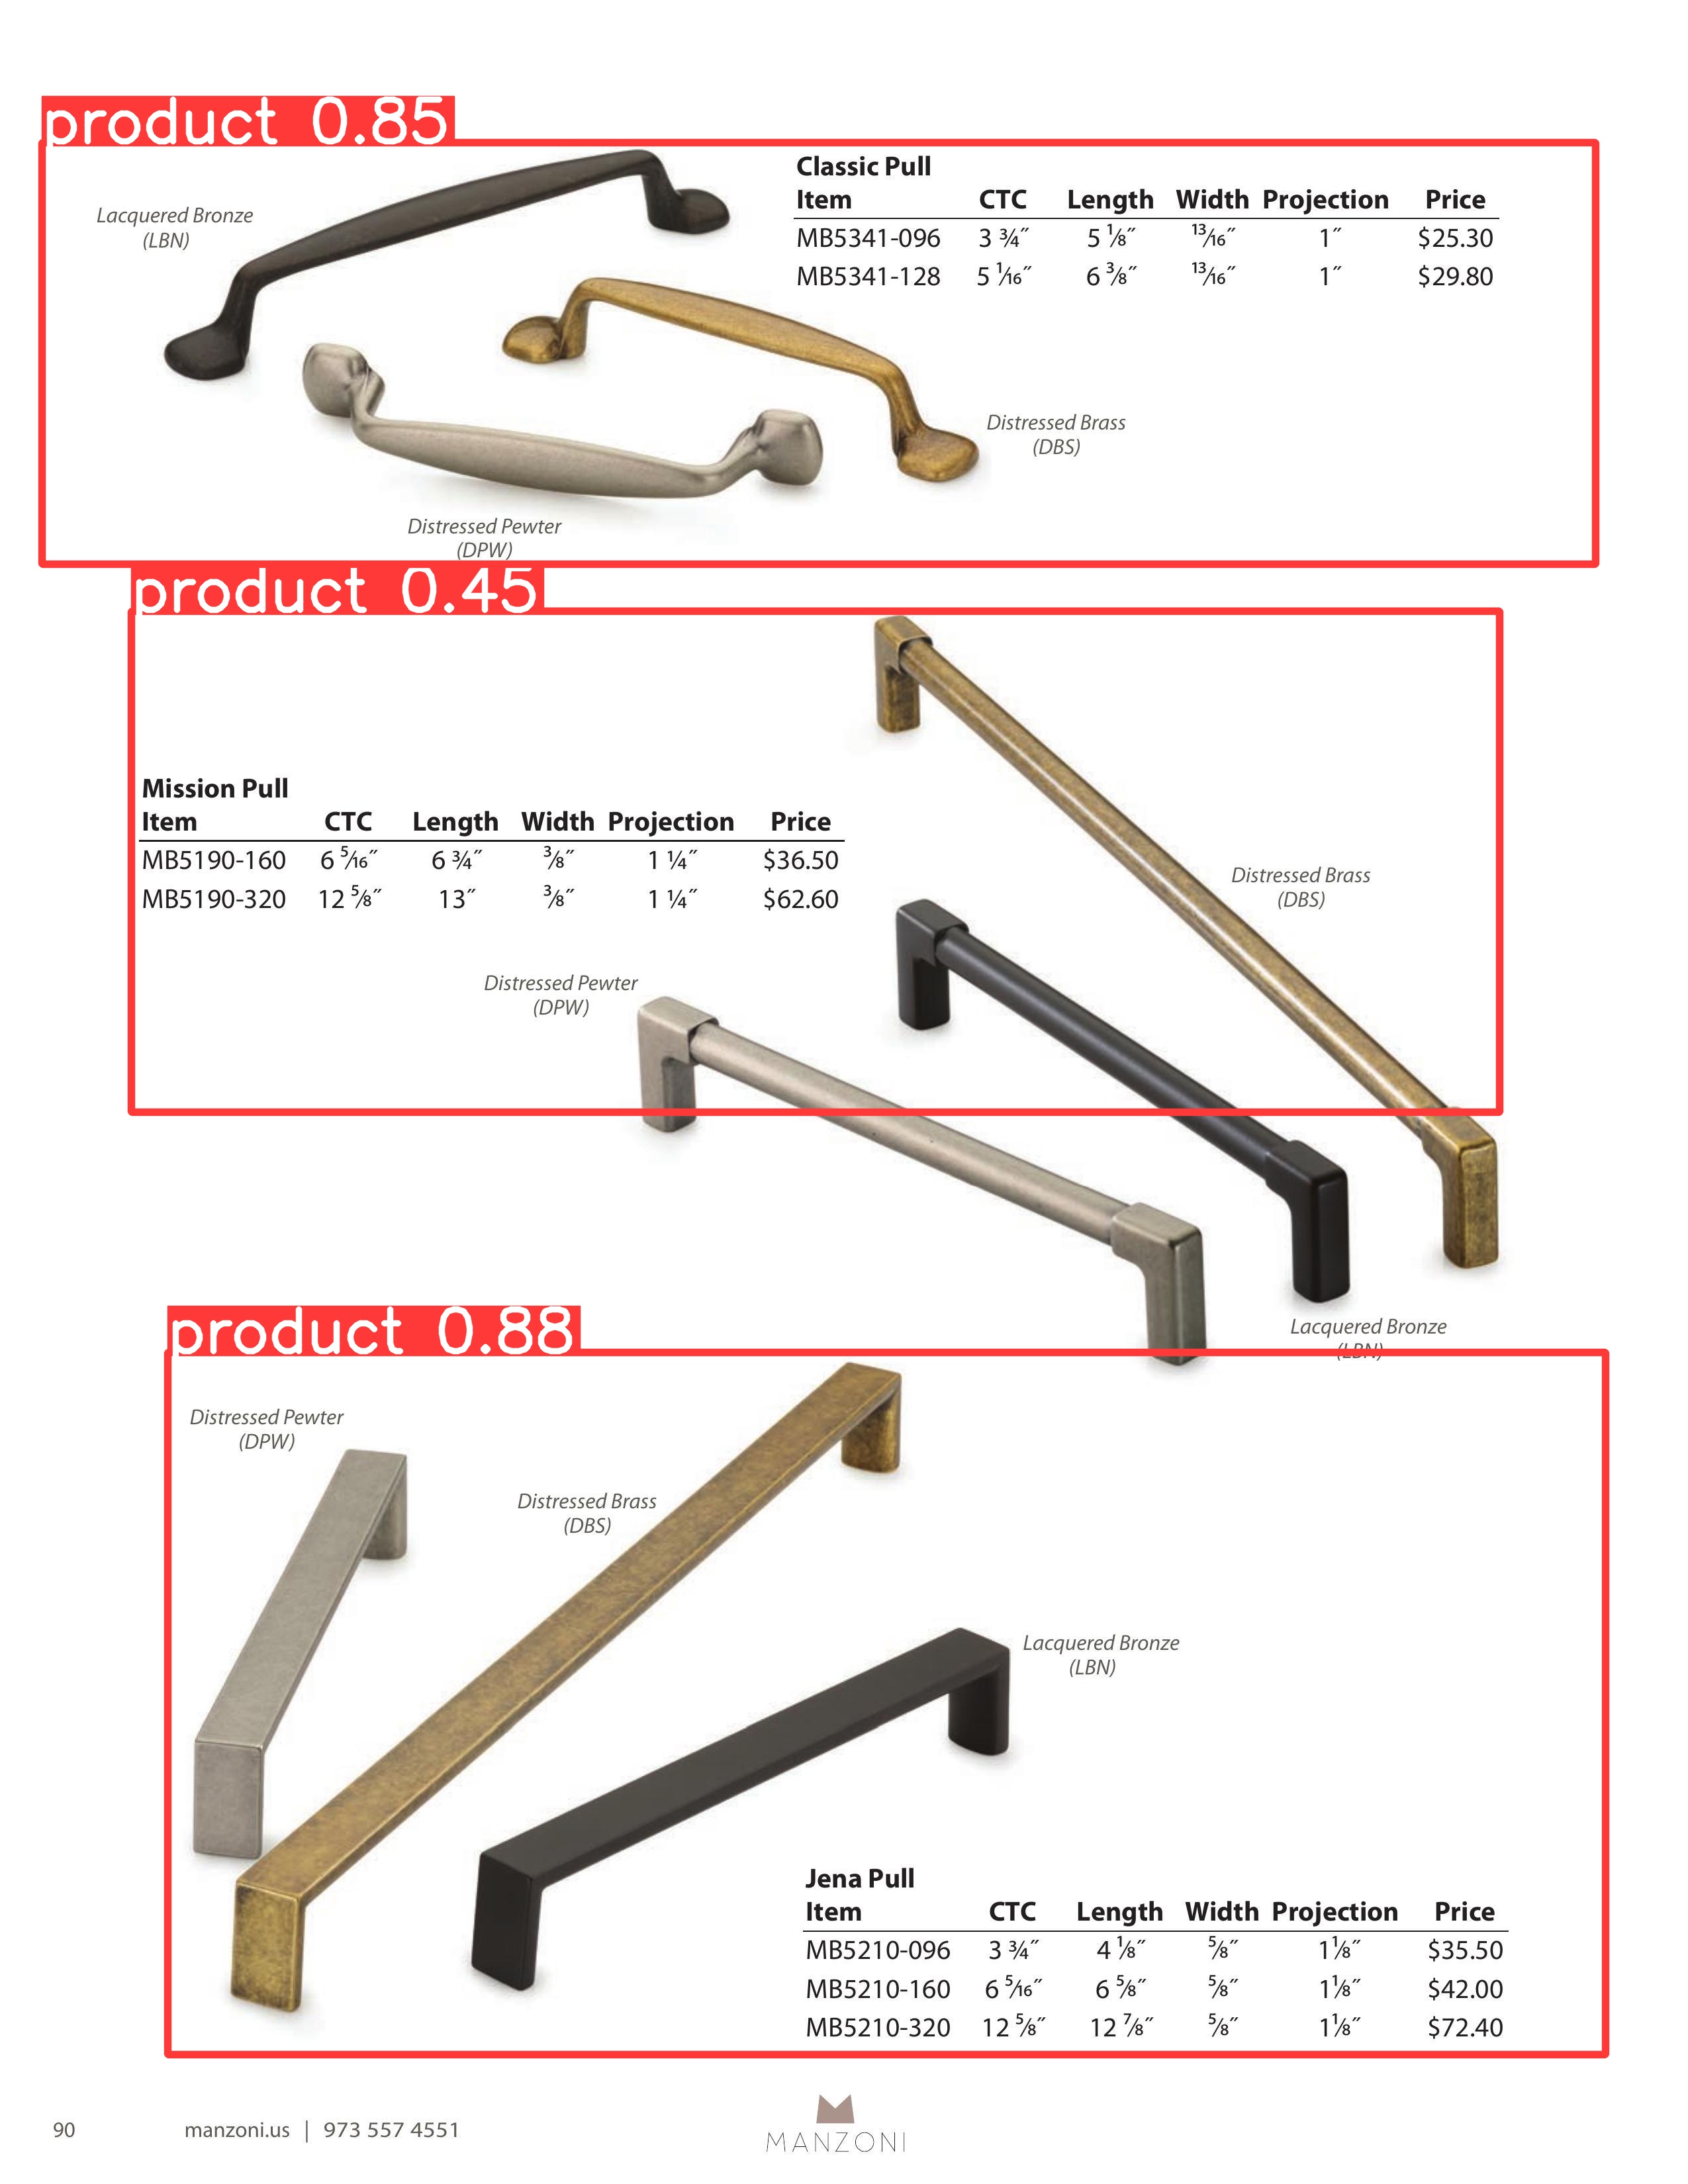 product 0.85
Lacquered Bronze
(LBN)
Classic Pull
Item CTC Length Width Projection Price
MB5341-096 3 ¾″ 5 ⅛″ ¹³⁄₁₆″ 1″ $25.30
MB5341-128 5 ¹⁄₁₆″ 6 ⅜″ ¹³⁄₁₆″ 1″ $29.80
Distressed Brass
(DBS)
Distressed Pewter
(DPW)
product 0.45
Mission Pull
Item CTC Length Width Projection Price
MB5190-160 6 ⁵⁄₁₆″ 6 ¾″ ⅜″ 1 ¼″ $36.50
MB5190-320 12 ⅝″ 13″ ⅜″ 1 ¼″ $62.60
Distressed Brass
(DBS)
Distressed Pewter
(DPW)
Lacquered Bronze
(LBN)
product 0.88
Distressed Pewter
(DPW)
Distressed Brass
(DBS)
Lacquered Bronze
(LBN)
Jena Pull
Item CTC Length Width Projection Price
MB5210-096 3 ¾″ 4 ⅛″ ⅝″ 1⅛″ $35.50
MB5210-160 6 ⁵⁄₁₆″ 6 ⅝″ ⅝″ 1⅛″ $42.00
MB5210-320 12 ⅝″ 12 ⅞″ ⅝″ 1⅛″ $72.40
90 manzoni.us | 973 557 4551
MANZONI